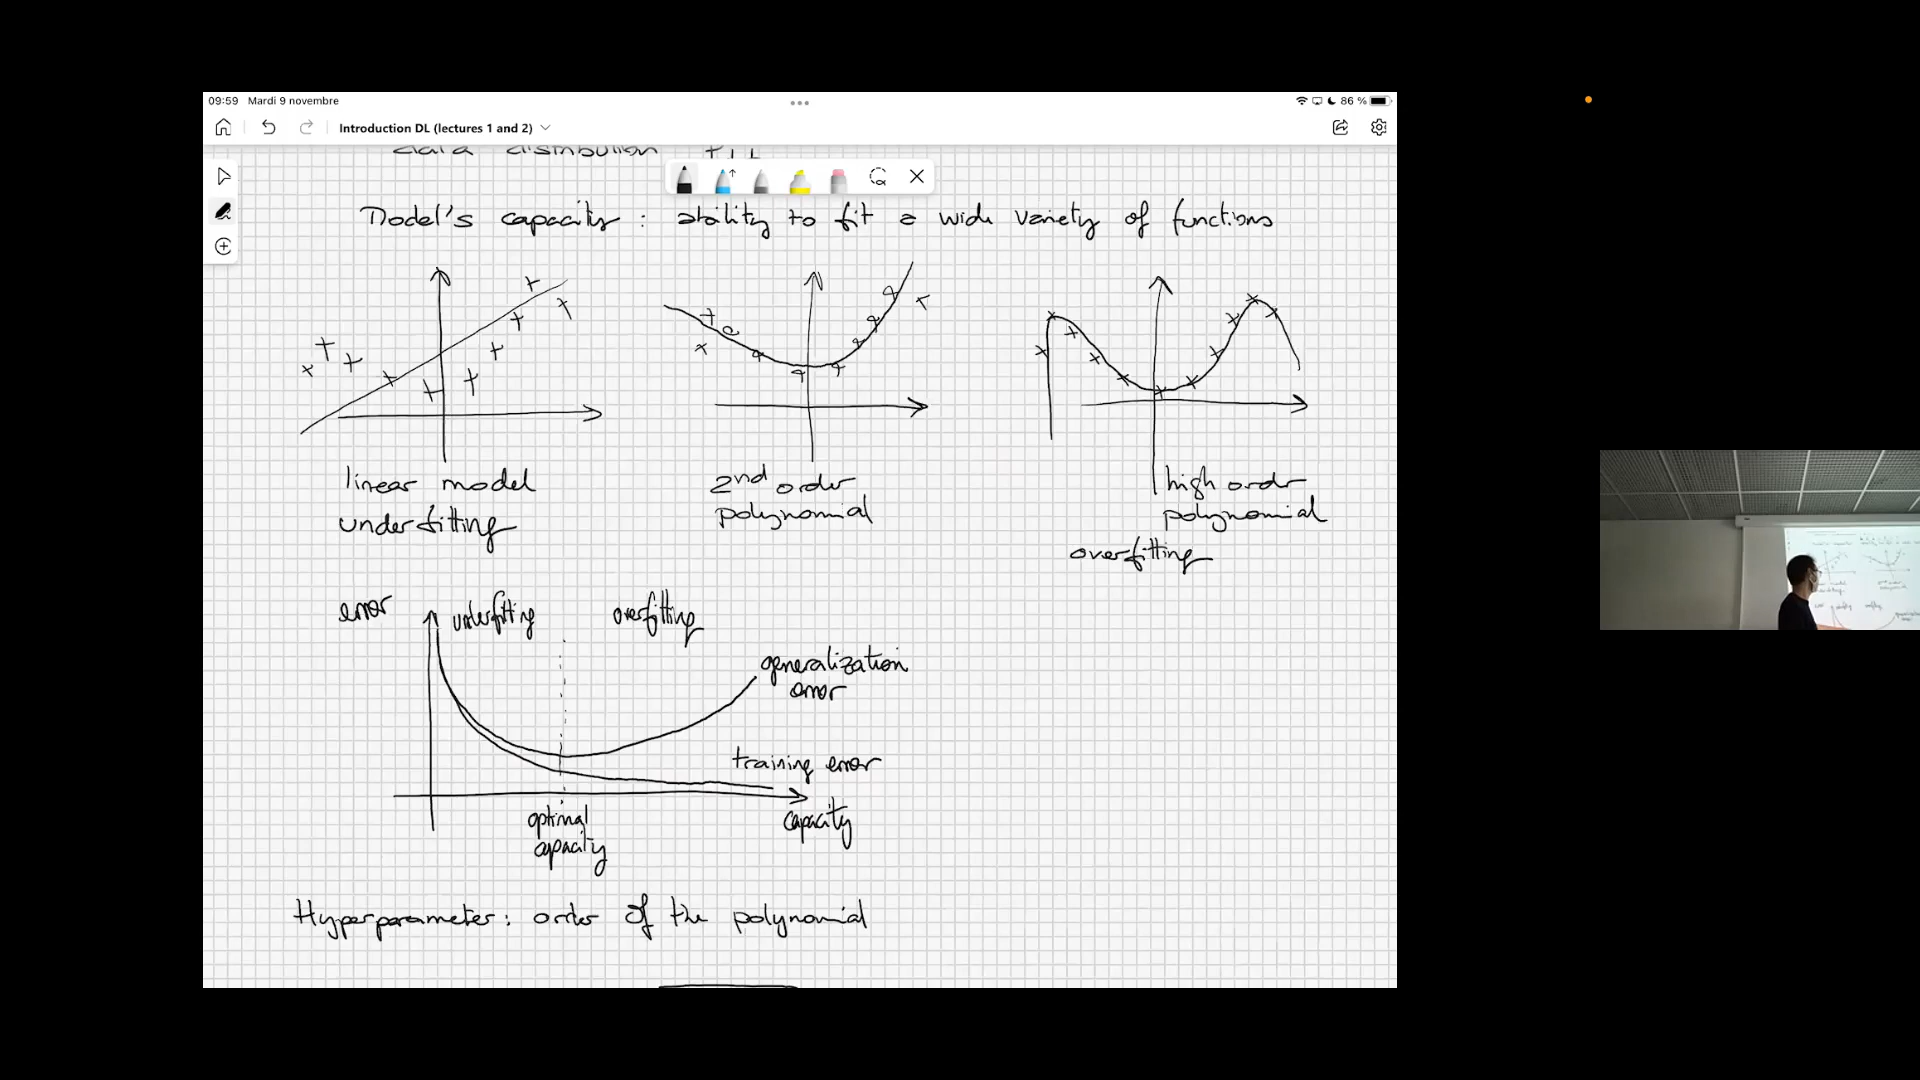 09:59 Mardi 9 novembre
86 %
Introduction DL (lectures 1 and 2)
data distribution
Model's capacity : ability to fit a wide variety of functions
linear model
underfitting
2nd order
polynomial
high order
polynomial
overfitting
error
underfitting
overfitting
generalization
error
training error
optimal
capacity
capacity
Hyperparameter: order of the polynomial